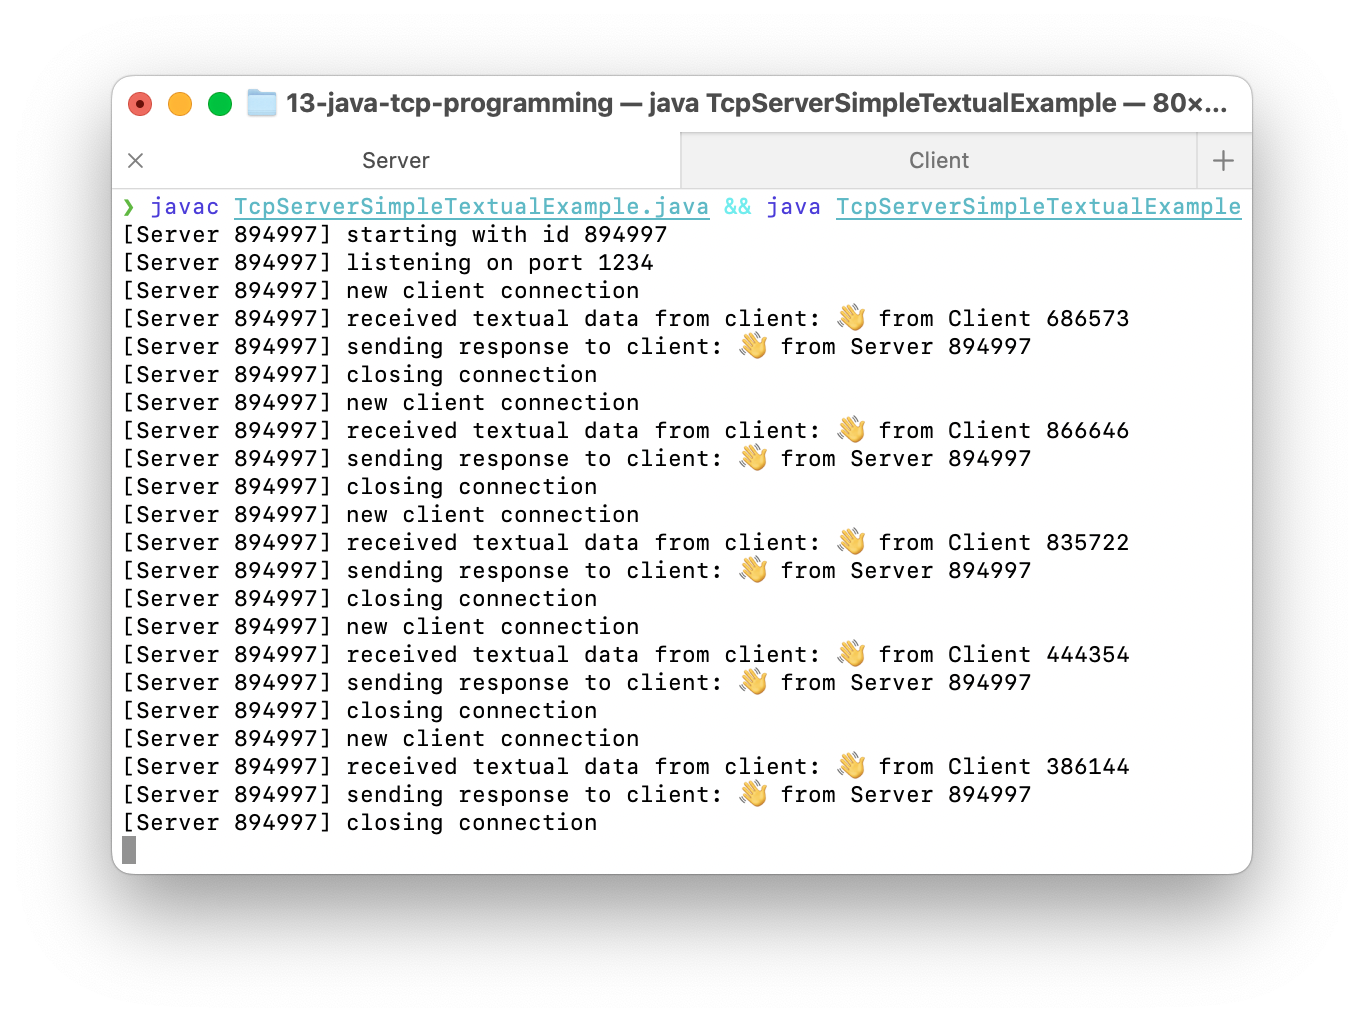 13-java-tcp-programming — java TcpServerSimpleTextualExample — 80×...
Server
Client
❯ javac TcpServerSimpleTextualExample.java && java TcpServerSimpleTextualExample
[Server 894997] starting with id 894997
[Server 894997] listening on port 1234
[Server 894997] new client connection
[Server 894997] received textual data from client: 👋 from Client 686573
[Server 894997] sending response to client: 👋 from Server 894997
[Server 894997] closing connection
[Server 894997] new client connection
[Server 894997] received textual data from client: 👋 from Client 866646
[Server 894997] sending response to client: 👋 from Server 894997
[Server 894997] closing connection
[Server 894997] new client connection
[Server 894997] received textual data from client: 👋 from Client 835722
[Server 894997] sending response to client: 👋 from Server 894997
[Server 894997] closing connection
[Server 894997] new client connection
[Server 894997] received textual data from client: 👋 from Client 444354
[Server 894997] sending response to client: 👋 from Server 894997
[Server 894997] closing connection
[Server 894997] new client connection
[Server 894997] received textual data from client: 👋 from Client 386144
[Server 894997] sending response to client: 👋 from Server 894997
[Server 894997] closing connection